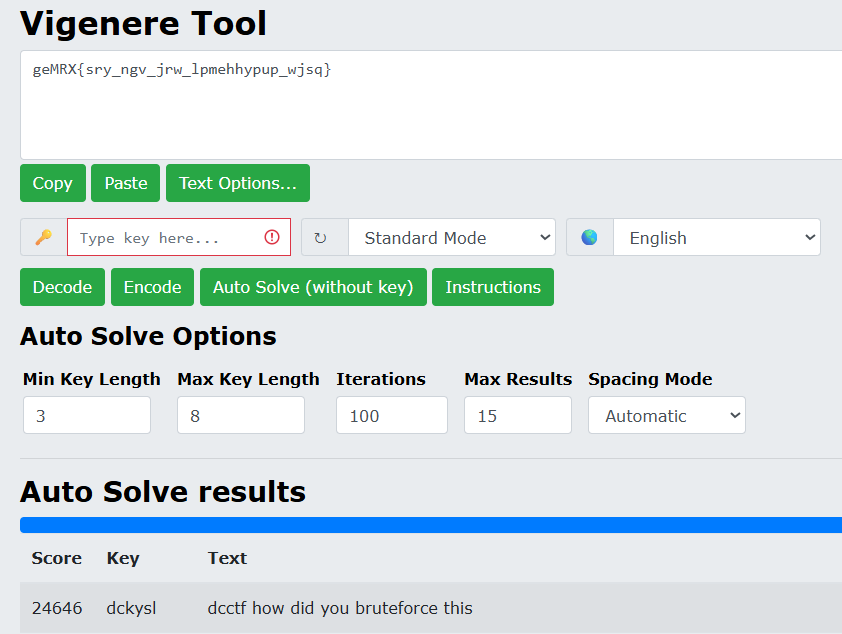 Vigenere Tool
geMRX{sry_ngv_jrw_lpmehhypup_wjsq}
Copy Paste Text Options...
Type key here... Standard Mode English
Decode Encode Auto Solve (without key) Instructions
Auto Solve Options
Min Key Length Max Key Length Iterations Max Results Spacing Mode
3 8 100 15 Automatic
Auto Solve results
Score Key Text
24646 dckysl dcctf how did you bruteforce this